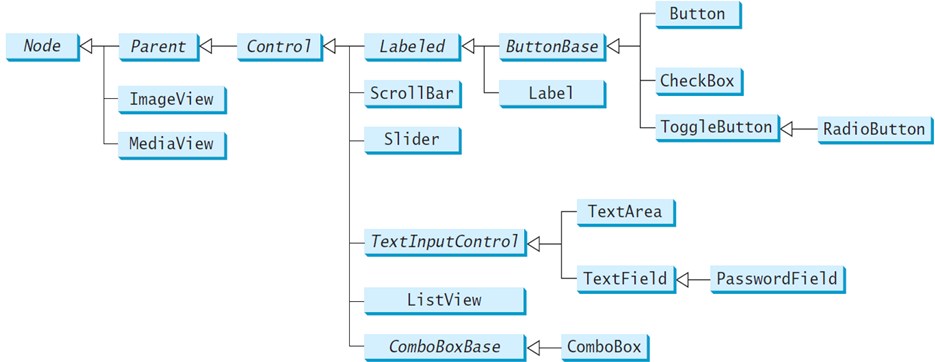 Button
Node
Parent
Control
Labeled
ButtonBase
ImageView
ScrollBar
Label
CheckBox
MediaView
Slider
ToggleButton
RadioButton
TextArea
TextInputControl
TextField
PasswordField
ListView
ComboBoxBase
ComboBox